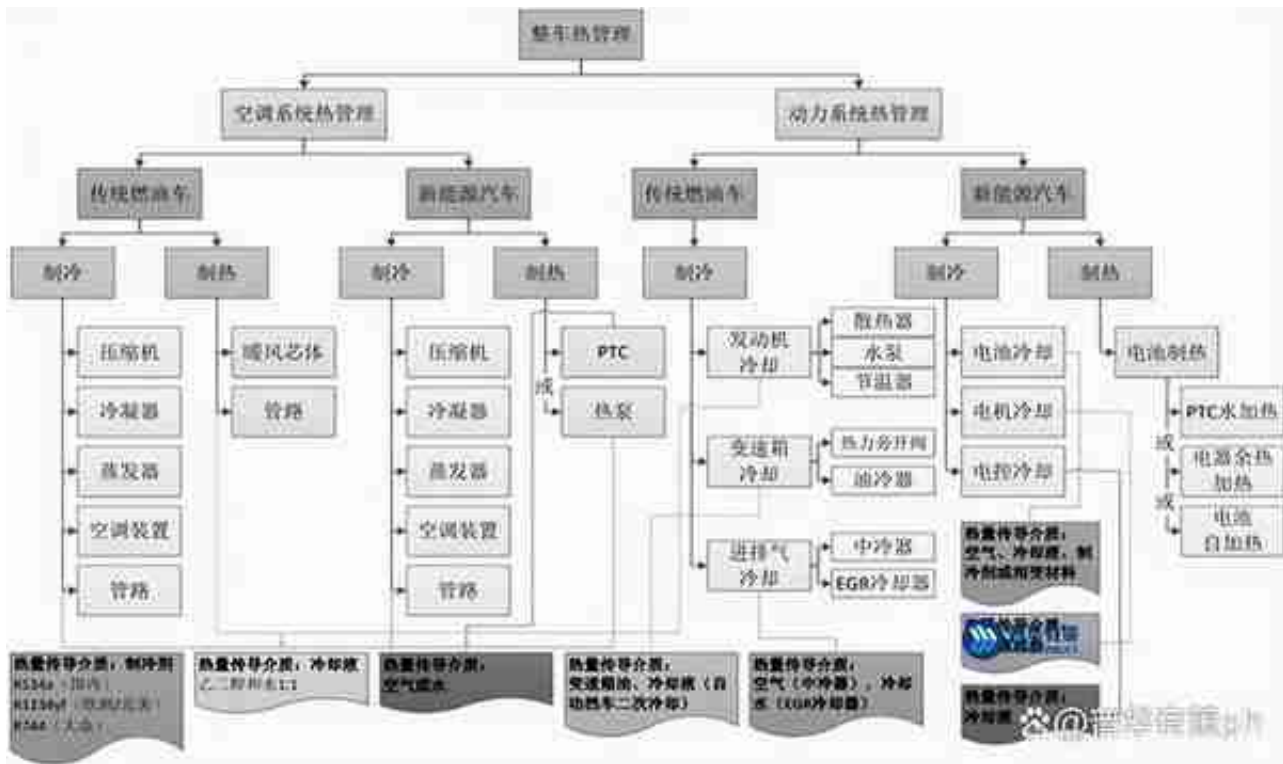 整车热管理
空调系统热管理
动力系统热管理
传统燃油车
新能源汽车
传统燃油车
新能源汽车
制冷
制热
制冷
制热
制冷
制冷
制热
压缩机
冷凝器
蒸发器
空调装置
管路
暖风芯体
管路
压缩机
冷凝器
蒸发器
空调装置
管路
PTC
或
热泵
发动机
冷却
散热器
水泵
节温器
变速箱
冷却
热力旁开阀
油冷器
进排气
冷却
中冷器
EGR冷却器
电池冷却
电机冷却
电控冷却
电池制热
PTC水加热
或
电器余热
加热
或
电池
自加热
热量传导介质：制冷剂
R134a（国内）
热量传导介质：冷却液
乙二醇和水1:1
热量传导介质：
空气或水
热量传导介质：
变速箱油、冷却液（自
动挡车二次冷却）
热量传导介质：
空气（中冷器）、冷却
水（EGR冷却器）
热量传导介质：
空气、冷却液、制
冷剂或相变材料
热量传导介质：
冷却液